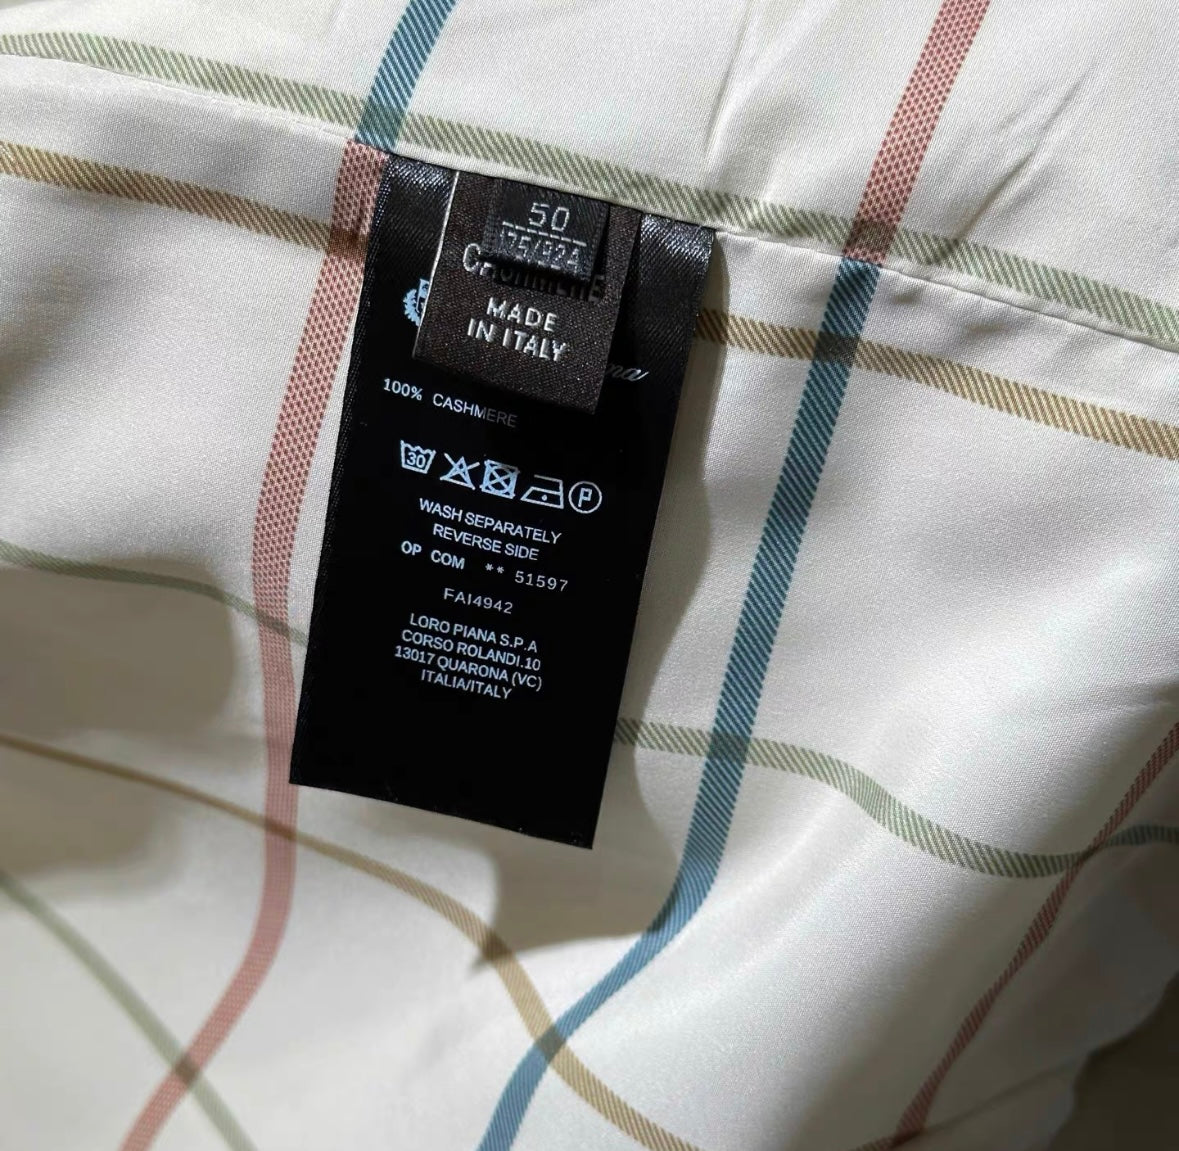 50
175/92A
CASHMERE
MADE
IN ITALY
100% CASHMERE
30
P
WASH SEPARATELY
REVERSE SIDE
OP COM ** 51597
FAI4942
LORO PIANA S.P.A
CORSO ROLANDI.10
13017 QUARONA (VC)
ITALIA/ITALY